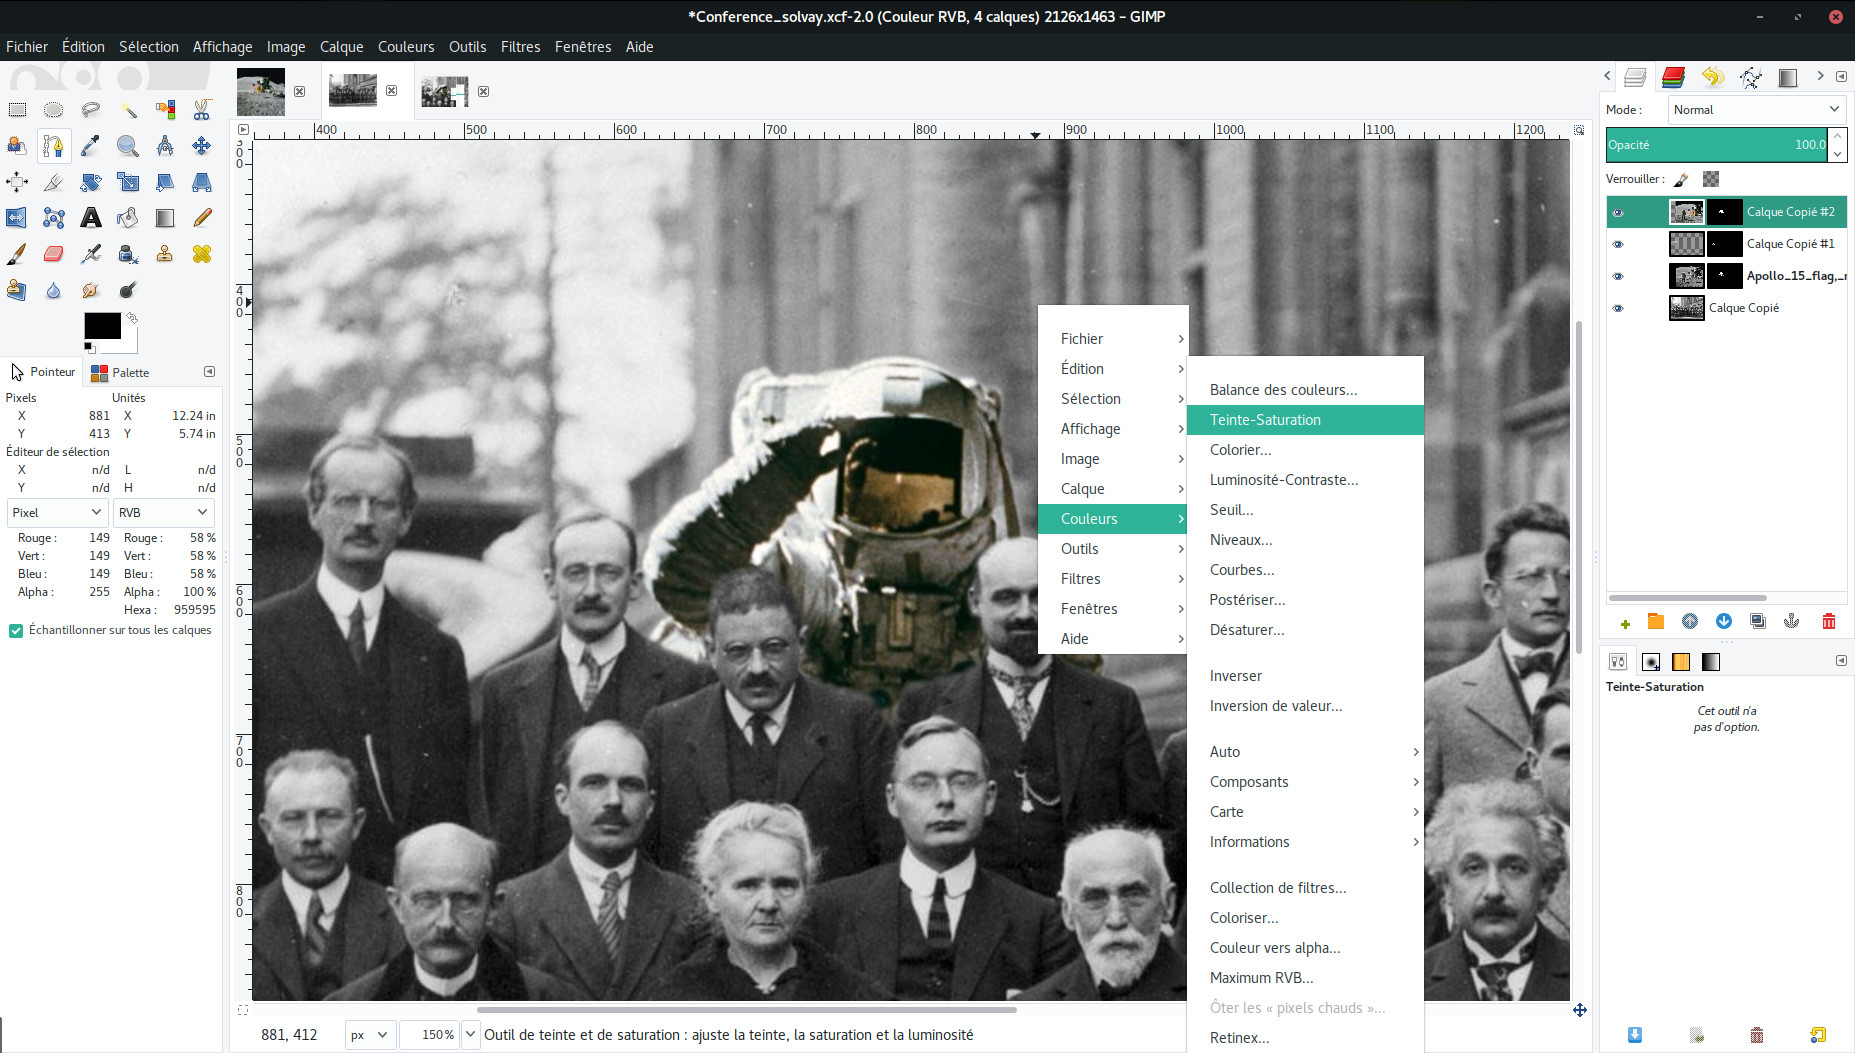 *Conference_solvay.xcf-2.0 (Couleur RVB, 4 calques) 2126x1463 – GIMP
Fichier Édition Sélection Affichage Image Calque Couleurs Outils Filtres Fenêtres Aide
400 500 600 700 800 900 1000 1100 1200
300
400
500
600
700
800
Pointeur Palette
Pixels Unités
X 881 X 12.24 in
Y 413 Y 5.74 in
Éditeur de sélection
X n/d L n/d
Y n/d H n/d
Pixel RVB
Rouge : 149 Rouge : 58 %
Vert : 149 Vert : 58 %
Bleu : 149 Bleu : 58 %
Alpha : 255 Alpha : 100 %
Hexa : 959595
Échantillonner sur tous les calques
Fichier
Édition
Sélection
Affichage
Image
Calque
Couleurs
Outils
Filtres
Fenêtres
Aide
Balance des couleurs...
Teinte-Saturation
Colorier...
Luminosité-Contraste...
Seuil...
Niveaux...
Courbes...
Postériser...
Désaturer...
Inverser
Inversion de valeur...
Auto
Composants
Carte
Informations
Collection de filtres...
Coloriser...
Couleur vers alpha...
Maximum RVB...
Ôter les « pixels chauds »...
Retinex...
Mode : Normal
Opacité 100.0
Verrouiller :
Calque Copié #2
Calque Copié #1
Apollo_15_flag,_r
Calque Copié
Teinte-Saturation
Cet outil n'a
pas d'option.
881, 412 px 150% Outil de teinte et de saturation : ajuste la teinte, la saturation et la luminosité